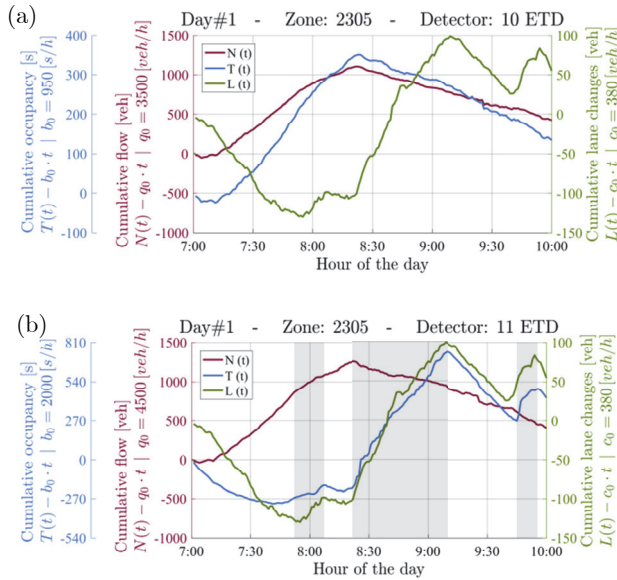 (a)
Day#1 - Zone: 2305 - Detector: 10 ETD
Cumulative occupancy [s]
T(t) − b₀ · t | b₀ = 950 [s/h]
400
300
200
100
0
-100
Cumulative flow [veh]
N(t) − q₀ · t | q₀ = 3500 [veh/h]
1500
1000
500
0
-500
-1000
N (t)
T (t)
L (t)
100
50
0
-50
-100
-150
Cumulative lane changes [veh]
L(t) − c₀ · t | c₀ = 380 [veh/h]
7:00 7:30 8:00 8:30 9:00 9:30 10:00
Hour of the day
(b)
Day#1 - Zone: 2305 - Detector: 11 ETD
Cumulative occupancy [s]
T(t) − b₀ · t | b₀ = 2000 [s/h]
810
540
270
0
-270
-540
Cumulative flow [veh]
N(t) − q₀ · t | q₀ = 4500 [veh/h]
1500
1000
500
0
-500
-1000
N (t)
T (t)
L (t)
100
50
0
-50
-100
-150
Cumulative lane changes [veh]
L(t) − c₀ · t | c₀ = 380 [veh/h]
7:00 7:30 8:00 8:30 9:00 9:30 10:00
Hour of the day